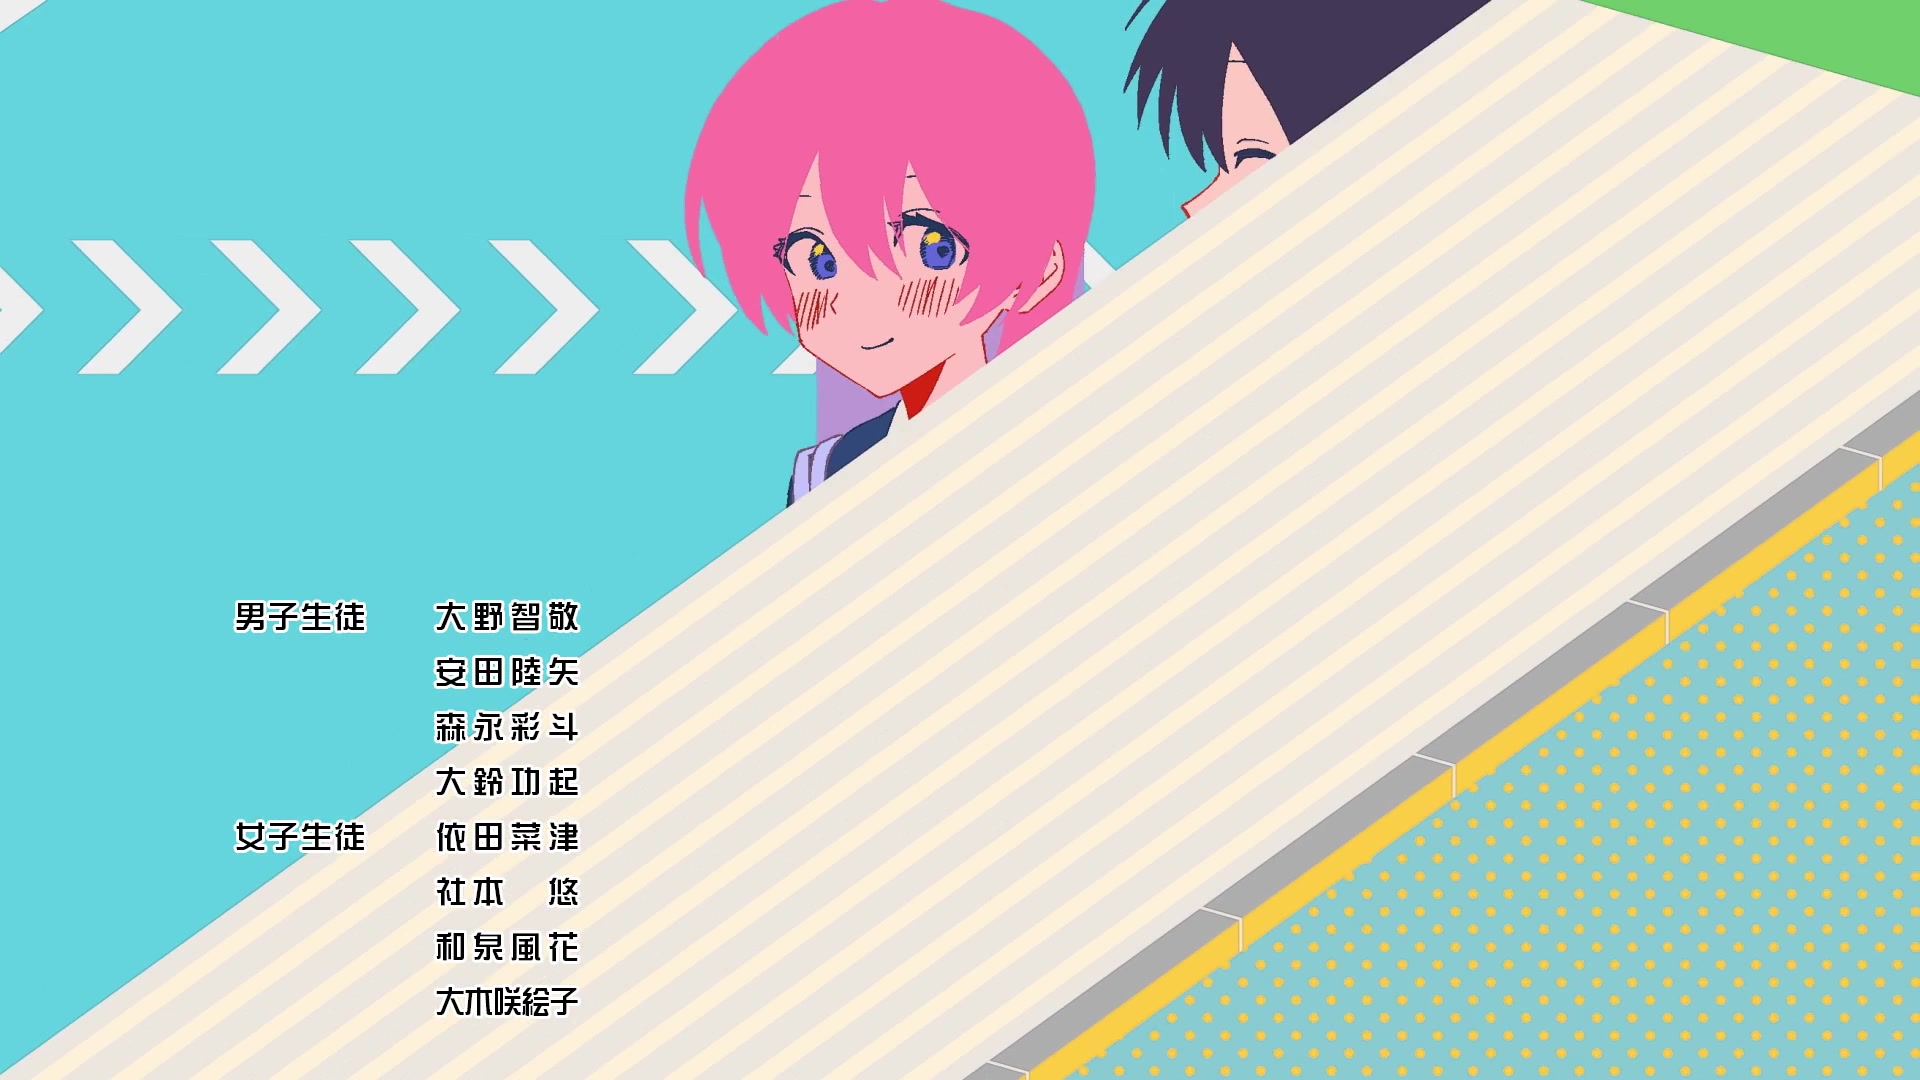 男子生徒 大野智敬
安田陸矢
森永彩斗
大鈴功起
女子生徒 依田菜津
社本 悠
和泉風花
大木咲絵子